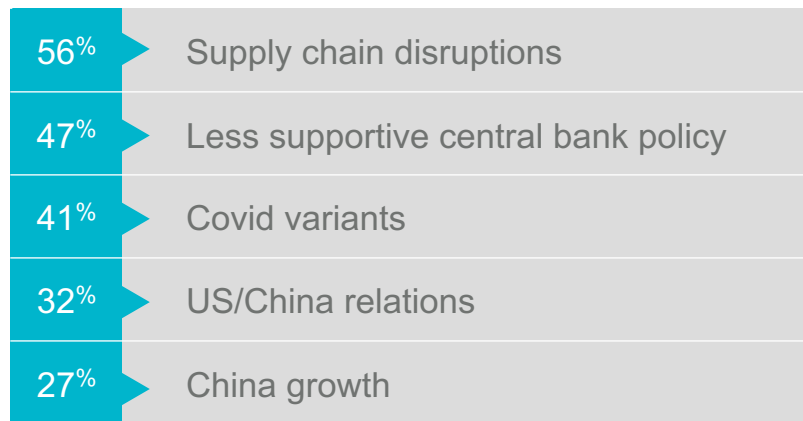 56% Supply chain disruptions
47% Less supportive central bank policy
41% Covid variants
32% US/China relations
27% China growth